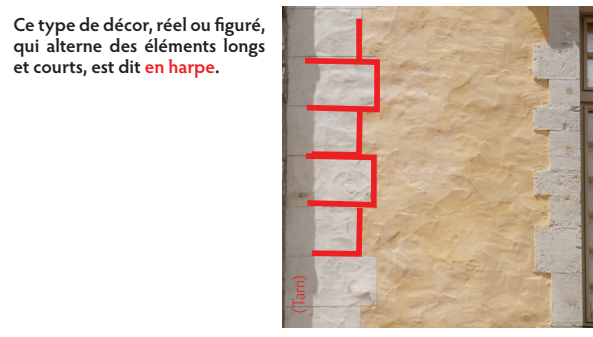 Ce type de décor, réel ou figuré,
qui alterne des éléments longs
et courts, est dit en harpe.
(Tarn)